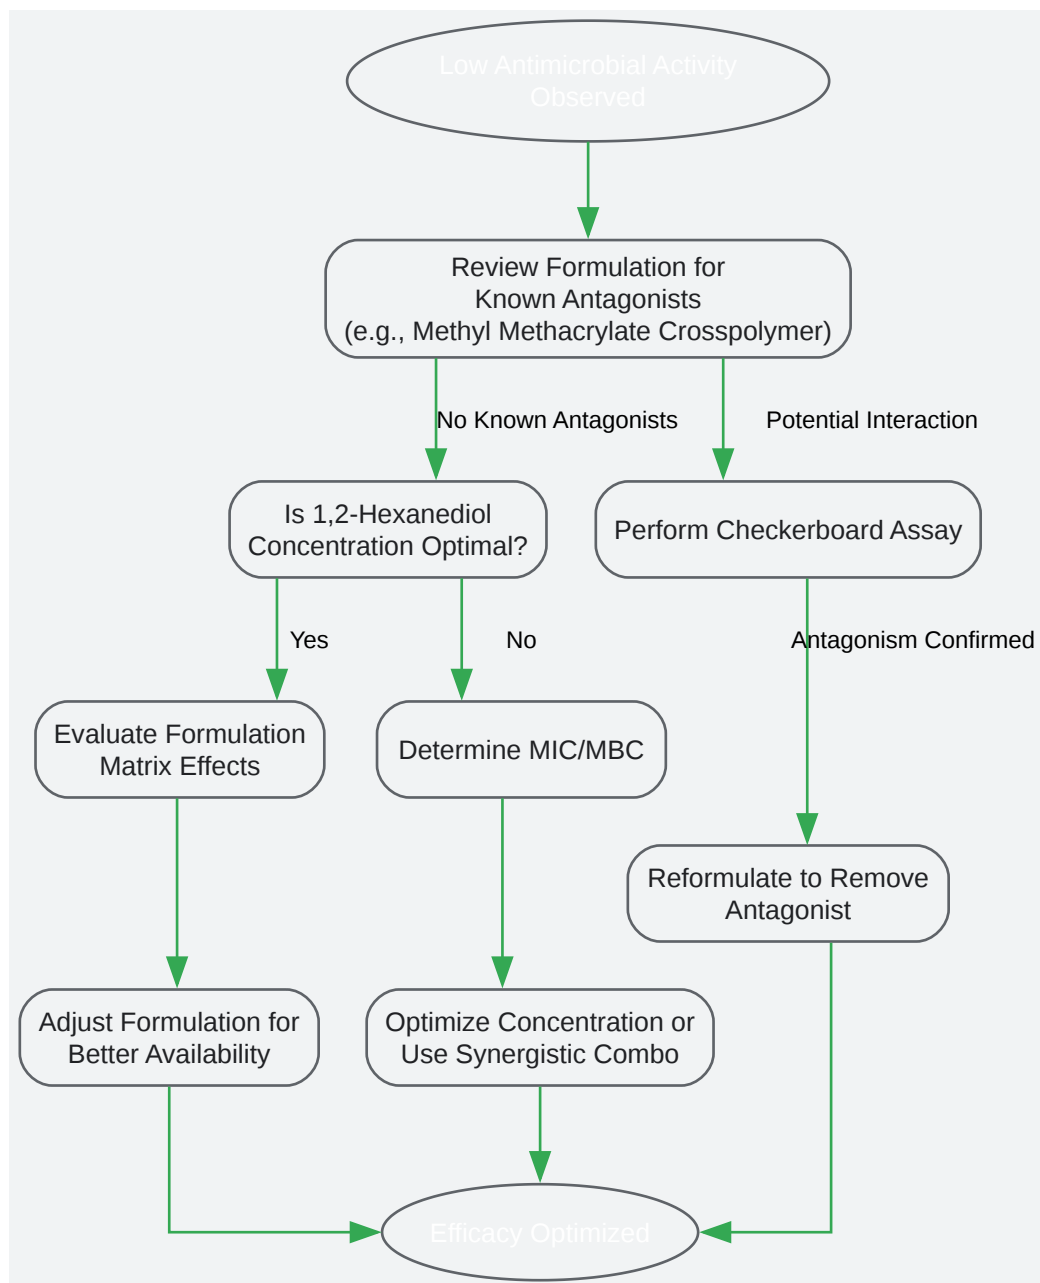 Low Antimicrobial Activity
Observed
Review Formulation for
Known Antagonists
(e.g., Methyl Methacrylate Crosspolymer)
No Known Antagonists
Potential Interaction
Is 1,2-Hexanediol
Concentration Optimal?
Perform Checkerboard Assay
Yes
No
Antagonism Confirmed
Evaluate Formulation
Matrix Effects
Determine MIC/MBC
Reformulate to Remove
Antagonist
Adjust Formulation for
Better Availability
Optimize Concentration or
Use Synergistic Combo
Efficacy Optimized